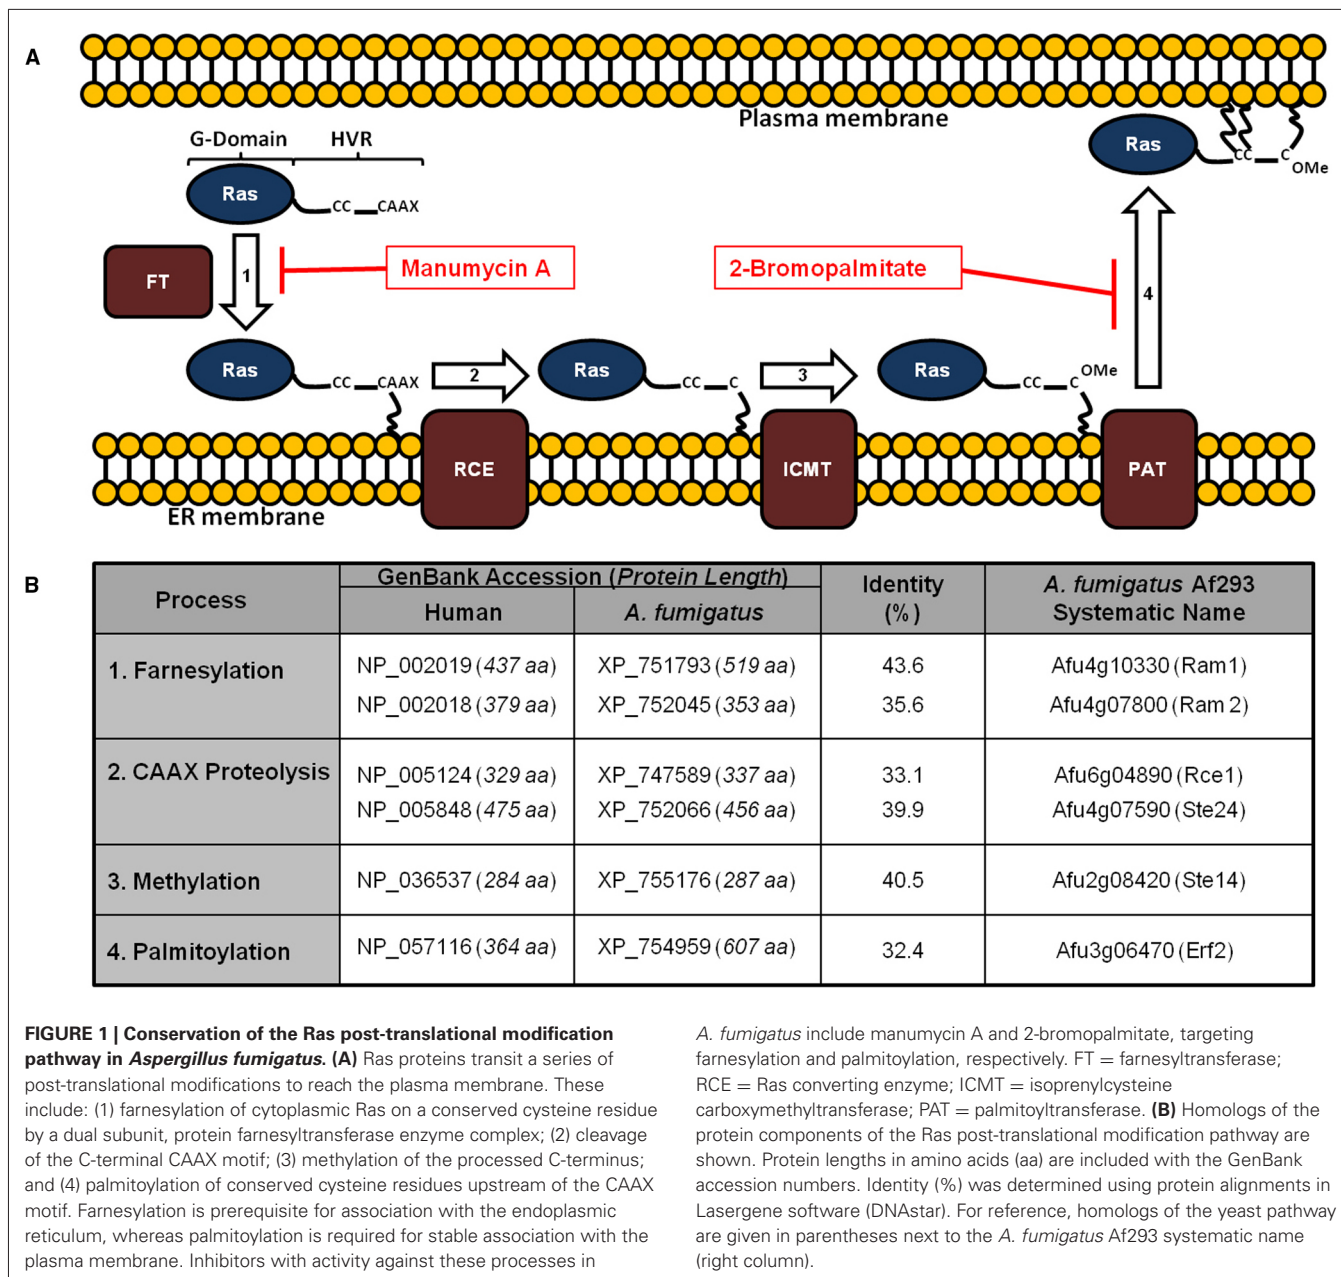 A
Plasma membrane
G-Domain HVR
Ras
CC CAAX
Ras
CC C
OMe
FT
1
Manumycin A
2-Bromopalmitate
4
Ras
CC CAAX
2
Ras
CC C
3
Ras
CC C
OMe
RCE
ICMT
PAT
ER membrane
B
Process
GenBank Accession (Protein Length)
Human
A. fumigatus
Identity
(%)
A. fumigatus Af293
Systematic Name
1. Farnesylation
NP_002019 (437 aa) XP_751793 (519 aa) 43.6 Afu4g10330 (Ram1)
NP_002018 (379 aa) XP_752045 (353 aa) 35.6 Afu4g07800 (Ram 2)
2. CAAX Proteolysis
NP_005124 (329 aa) XP_747589 (337 aa) 33.1 Afu6g04890 (Rce1)
NP_005848 (475 aa) XP_752066 (456 aa) 39.9 Afu4g07590 (Ste24)
3. Methylation NP_036537 (284 aa) XP_755176 (287 aa) 40.5 Afu2g08420 (Ste14)
4. Palmitoylation NP_057116 (364 aa) XP_754959 (607 aa) 32.4 Afu3g06470 (Erf2)
FIGURE 1 | Conservation of the Ras post-translational modification
pathway in Aspergillus fumigatus. (A) Ras proteins transit a series of
post-translational modifications to reach the plasma membrane. These
include: (1) farnesylation of cytoplasmic Ras on a conserved cysteine residue
by a dual subunit, protein farnesyltransferase enzyme complex; (2) cleavage
of the C-terminal CAAX motif; (3) methylation of the processed C-terminus;
and (4) palmitoylation of conserved cysteine residues upstream of the CAAX
motif. Farnesylation is prerequisite for association with the endoplasmic
reticulum, whereas palmitoylation is required for stable association with the
plasma membrane. Inhibitors with activity against these processes in
A. fumigatus include manumycin A and 2-bromopalmitate, targeting
farnesylation and palmitoylation, respectively. FT = farnesyltransferase;
RCE = Ras converting enzyme; ICMT = isoprenylcysteine
carboxymethyltransferase; PAT = palmitoyltransferase. (B) Homologs of the
protein components of the Ras post-translational modification pathway are
shown. Protein lengths in amino acids (aa) are included with the GenBank
accession numbers. Identity (%) was determined using protein alignments in
Lasergene software (DNAstar). For reference, homologs of the yeast pathway
are given in parentheses next to the A. fumigatus Af293 systematic name
(right column).